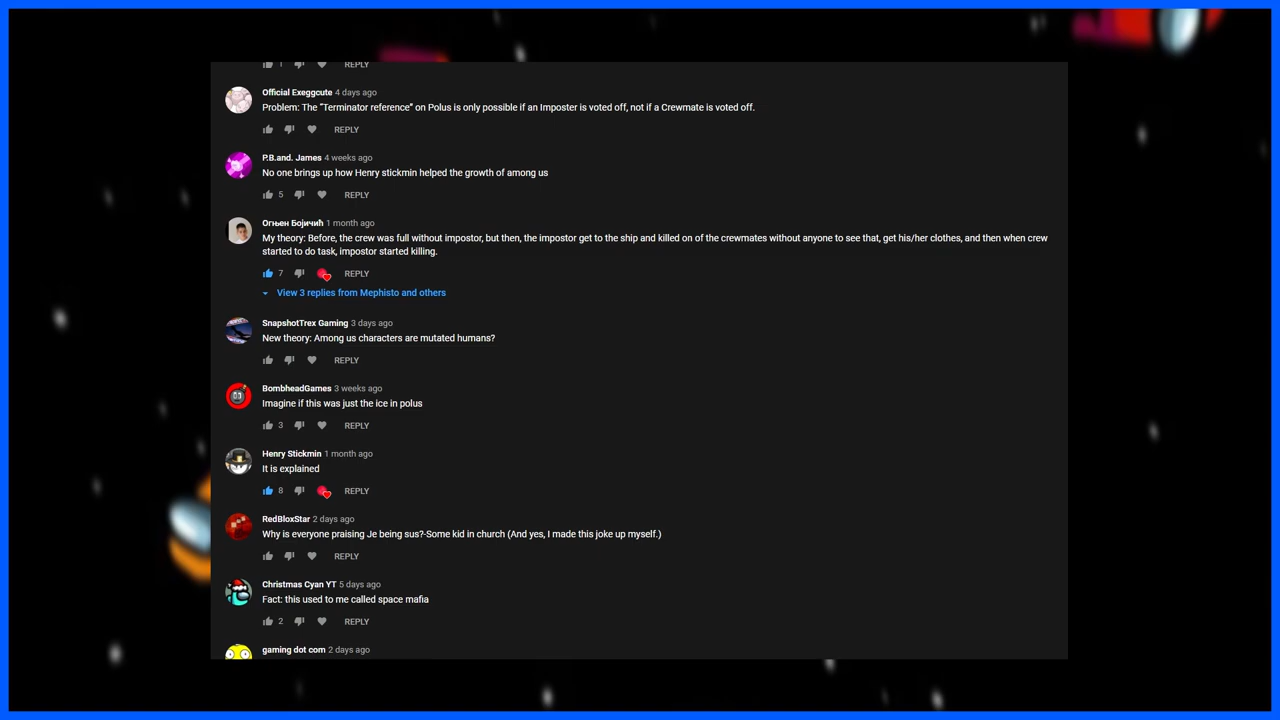 1 REPLY
Official Exeggcute 4 days ago
Problem: The "Terminator reference" on Polus is only possible if an Imposter is voted off, not if a Crewmate is voted off.
REPLY
P.B.and. James 4 weeks ago
No one brings up how Henry stickmin helped the growth of among us
5 REPLY
Огњен Бојичић 1 month ago
My theory: Before, the crew was full without impostor, but then, the impostor get to the ship and killed on of the crewmates without anyone to see that, get his/her clothes, and then when crew
started to do task, impostor started killing.
7 REPLY
View 3 replies from Mephisto and others
SnapshotTrex Gaming 3 days ago
New theory: Among us characters are mutated humans?
REPLY
BombheadGames 3 weeks ago
Imagine if this was just the ice in polus
3 REPLY
Henry Stickmin 1 month ago
It is explained
8 REPLY
RedBloxStar 2 days ago
Why is everyone praising Je being sus?-Some kid in church (And yes, I made this joke up myself.)
REPLY
Christmas Cyan YT 5 days ago
Fact: this used to me called space mafia
2 REPLY
gaming dot com 2 days ago